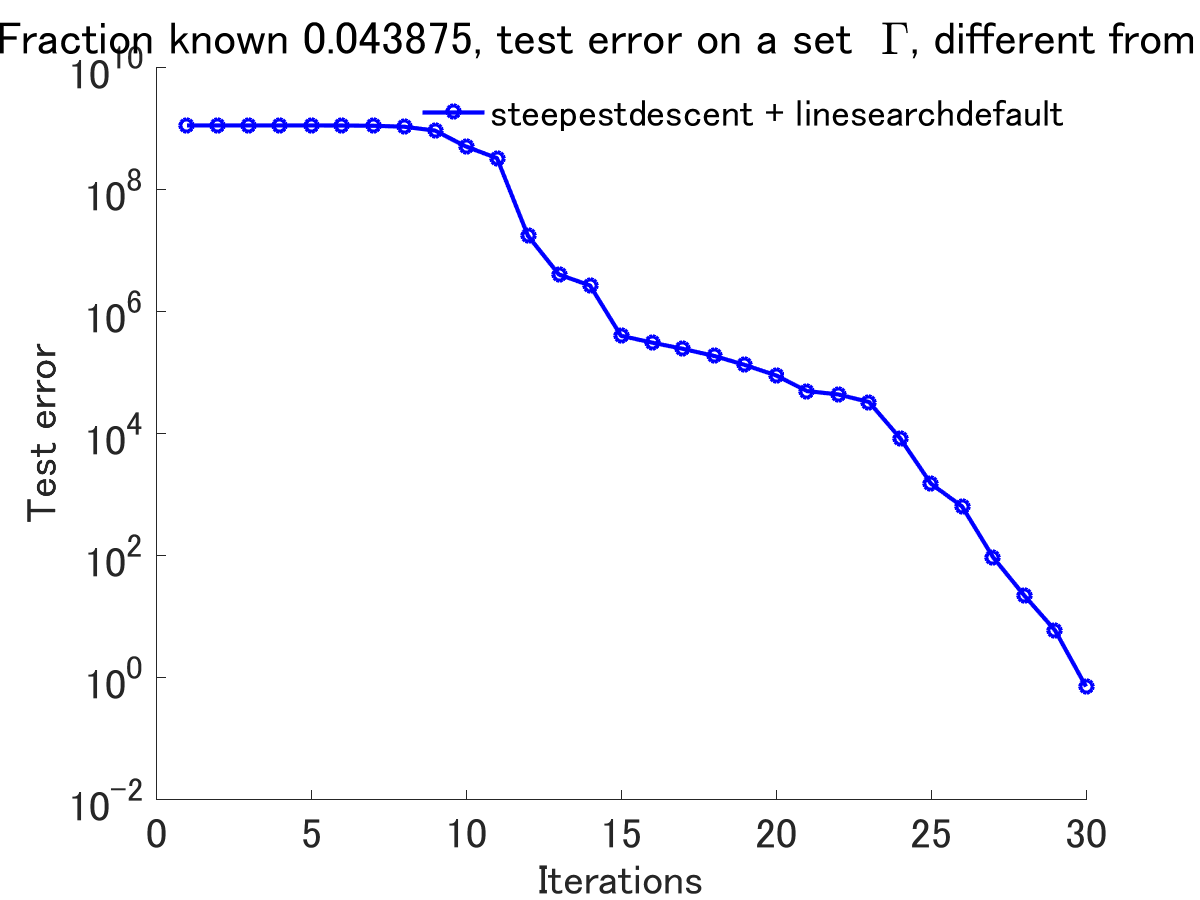 Fraction known 0.043875, test error on a set Γ, different from
steepestdescent + linesearchdefault
10^10
10^8
10^6
10^4
10^2
10^0
10^-2
Test error
0 5 10 15 20 25 30
Iterations